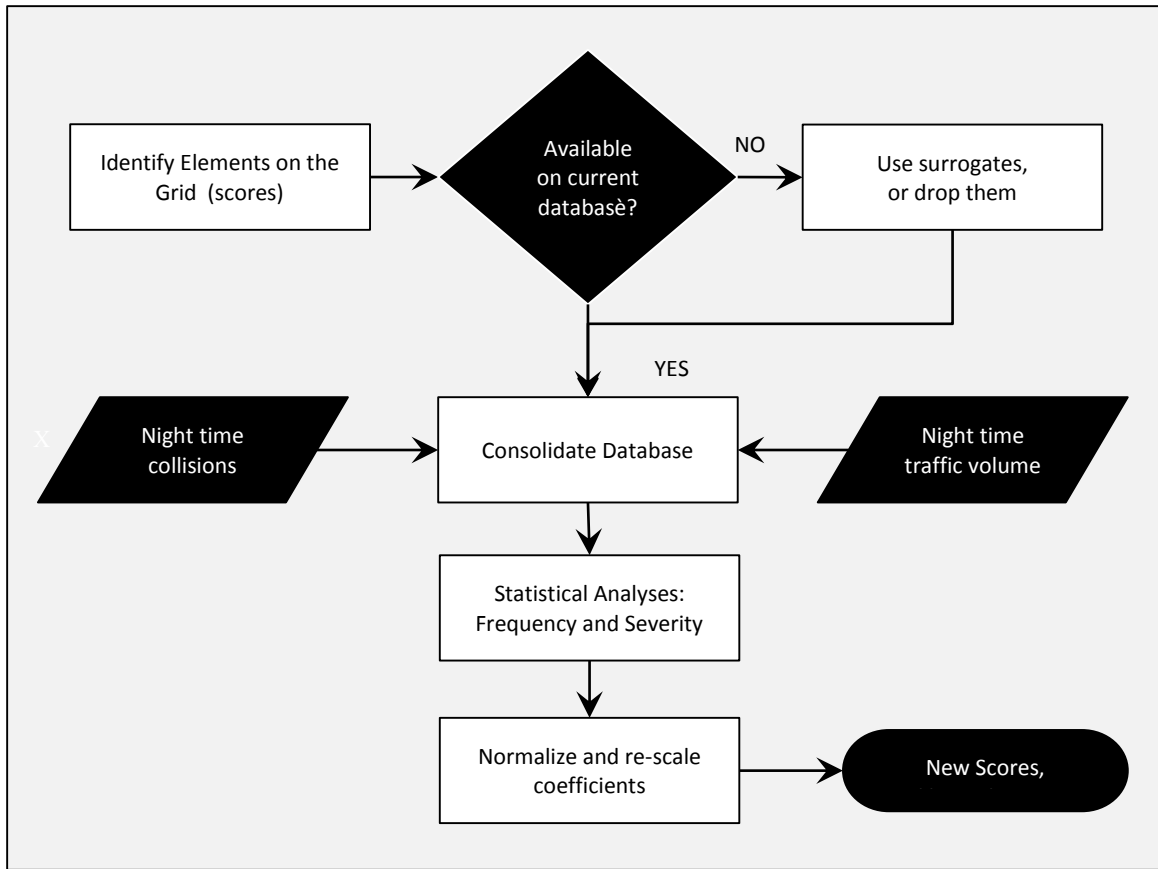 Identify Elements on the
Grid (scores)
Available
on current
databasè?
NO
Use surrogates,
or drop them
YES
X
Night time
collisions
Consolidate Database
Night time
traffic volume
Statistical Analyses:
Frequency and Severity
Normalize and re-scale
coefficients
New Scores,